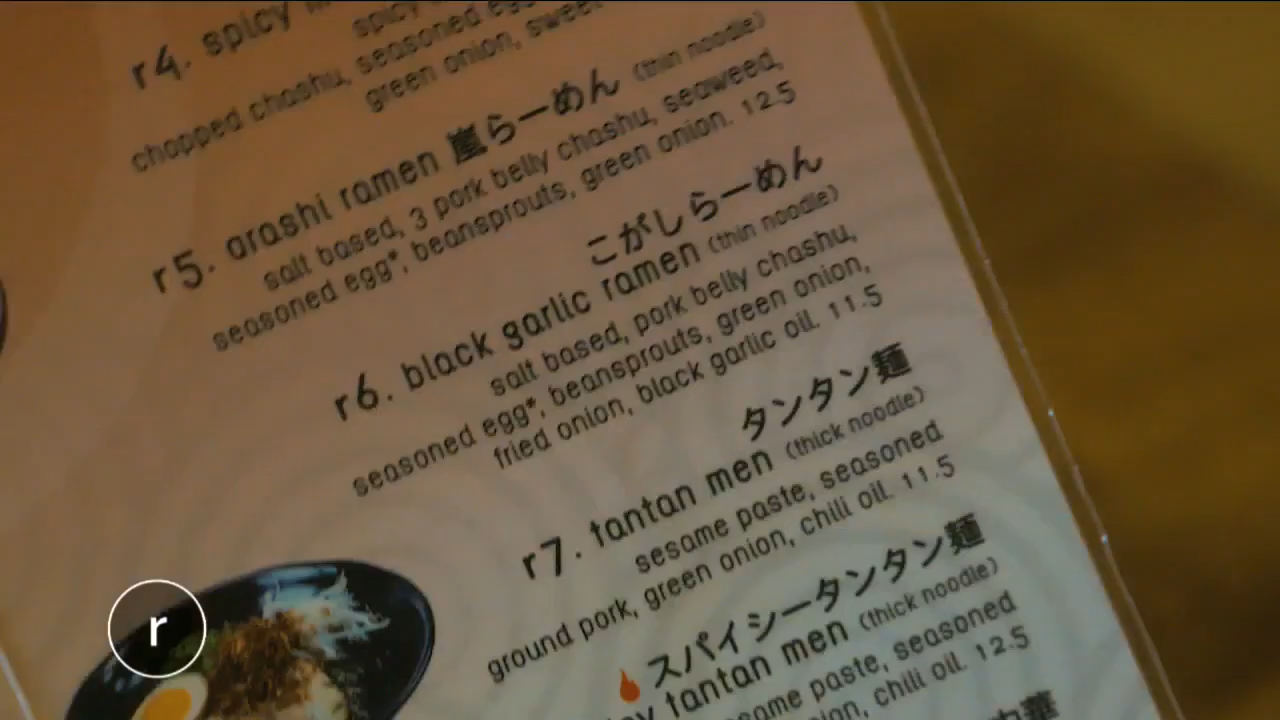 r4. spicy
spicy
chopped chashu, seasoned egg
green onion, sweet
r5. arashi ramen 嵐らーめん (thin noodle)
salt based, 3 pork belly chashu, seaweed,
seasoned egg*, beansprouts, green onion. 12.5
こがしらーめん
r6. black garlic ramen (thin noodle)
salt based, pork belly chashu,
seasoned egg*, beansprouts, green onion,
fried onion, black garlic oil. 11.5
タンタン麺
r7. tantan men (thick noodle)
sesame paste, seasoned
ground pork, green onion, chili oil. 11.5
スパイシータンタン麺
tantan men (thick noodle)
paste, seasoned
chili oil. 12.5
r